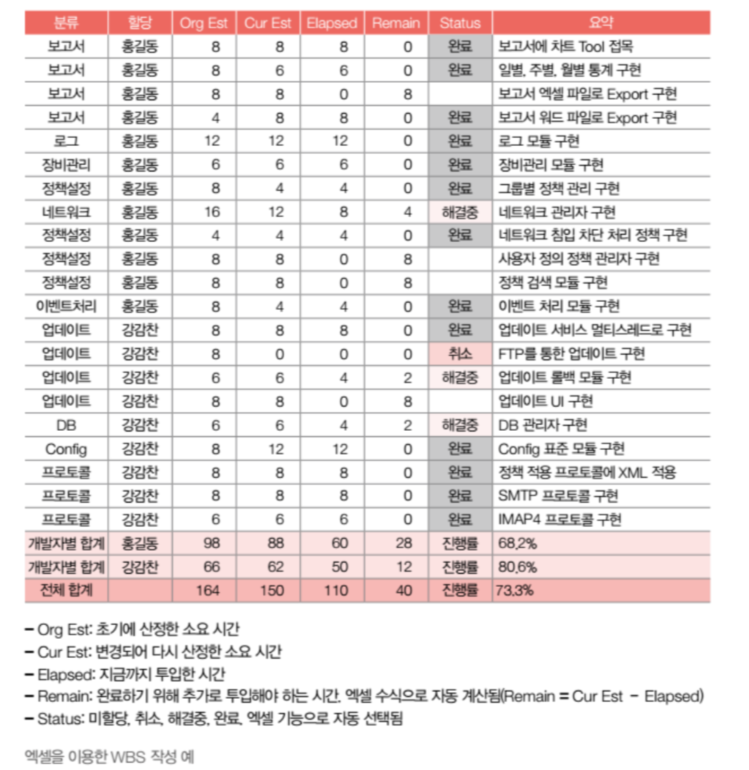 분류 할당 Org Est Cur Est Elapsed Remain Status 요약
보고서 홍길동 8 8 8 0 완료 보고서에 차트 Tool 접목
보고서 홍길동 8 6 6 0 완료 일별, 주별, 월별 통계 구현
보고서 홍길동 8 8 0 8 보고서 엑셀 파일로 Export 구현
보고서 홍길동 4 8 8 0 완료 보고서 워드 파일로 Export 구현
로그 홍길동 12 12 12 0 완료 로그 모듈 구현
장비관리 홍길동 6 6 6 0 완료 장비관리 모듈 구현
정책설정 홍길동 8 4 4 0 완료 그룹별 정책 관리 구현
네트워크 홍길동 16 12 8 4 해결중 네트워크 관리자 구현
정책설정 홍길동 4 4 4 0 완료 네트워크 침입 차단 처리 정책 구현
정책설정 홍길동 8 8 0 8 사용자 정의 정책 관리자 구현
정책설정 홍길동 8 8 0 8 정책 검색 모듈 구현
이벤트처리 홍길동 8 4 4 0 완료 이벤트 처리 모듈 구현
업데이트 강감찬 8 8 8 0 완료 업데이트 서비스 멀티스레드로 구현
업데이트 강감찬 8 0 0 0 취소 FTP를 통한 업데이트 구현
업데이트 강감찬 6 6 4 2 해결중 업데이트 롤백 모듈 구현
업데이트 강감찬 8 8 0 8 업데이트 UI 구현
DB 강감찬 6 6 4 2 해결중 DB 관리자 구현
Config 강감찬 8 12 12 0 완료 Config 표준 모듈 구현
프로토콜 강감찬 8 8 8 0 완료 정책 적용 프로토콜에 XML 적용
프로토콜 강감찬 8 8 8 0 완료 SMTP 프로토콜 구현
프로토콜 강감찬 6 6 6 0 완료 IMAP4 프로토콜 구현
개발자별 합계 홍길동 98 88 60 28 진행률 68.2%
개발자별 합계 강감찬 66 62 50 12 진행률 80.6%
전체 합계 164 150 110 40 진행률 73.3%
– Org Est: 초기에 산정한 소요 시간
– Cur Est: 변경되어 다시 산정한 소요 시간
– Elapsed: 지금까지 투입한 시간
– Remain: 완료하기 위해 추가로 투입해야 하는 시간. 엑셀 수식으로 자동 계산됨(Remain = Cur Est – Elapsed)
– Status: 미할당, 취소, 해결중, 완료, 엑셀 기능으로 자동 선택됨
엑셀을 이용한 WBS 작성 예